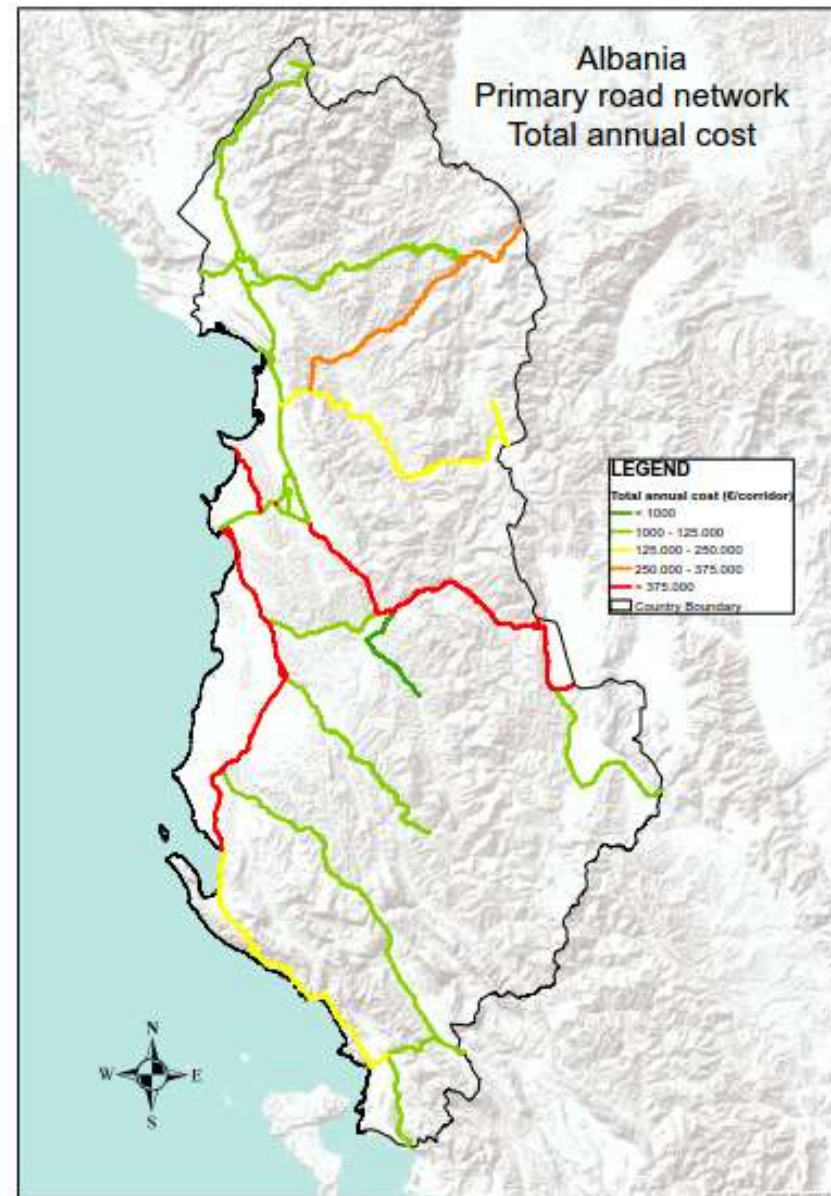 Albania
Primary road network
Total annual cost
LEGEND
Total annual cost (€/corridor)
< 1000
1000 - 125.000
125.000 - 250.000
250.000 - 375.000
> 375.000
Country Boundary
N
W
E
S